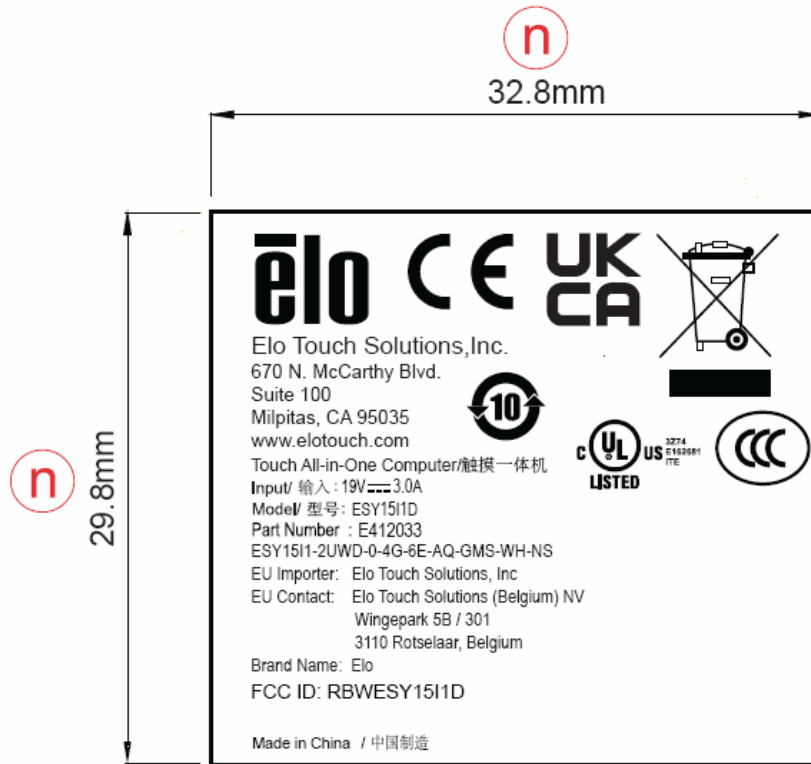 n
32.8mm
n
29.8mm
ēlo CE UK CA
Elo Touch Solutions,Inc.
670 N. McCarthy Blvd.
Suite 100
Milpitas, CA 95035
www.elotouch.com
10
C UL US LISTED
3Z74
E162681
ITE
CCC
Touch All-in-One Computer/触摸一体机
Input/ 输入 : 19V⎓3.0A
Model/ 型号: ESY15I1D
Part Number : E412033
ESY15I1-2UWD-0-4G-6E-AQ-GMS-WH-NS
EU Importer: Elo Touch Solutions, Inc
EU Contact: Elo Touch Solutions (Belgium) NV
Wingepark 5B / 301
3110 Rotselaar, Belgium
Brand Name: Elo
FCC ID: RBWESY15I1D
Made in China / 中国制造